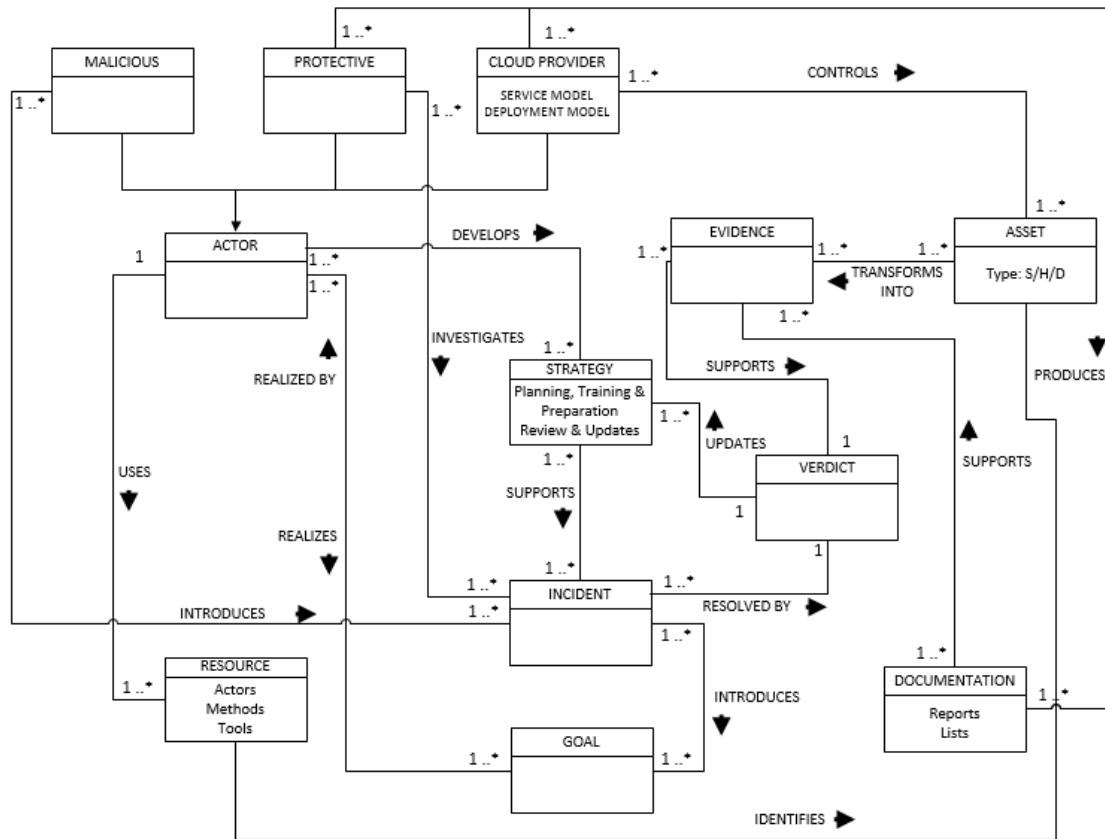 1 ..*
1 ..*
MALICIOUS
PROTECTIVE
CLOUD PROVIDER
SERVICE MODEL
DEPLOYMENT MODEL
CONTROLS
1 ..*
1 ..*
1 ..*
1 ..*
1 ..*
ACTOR
1
1 ..*
1 ..*
DEVELOPS
EVIDENCE
1 ..*
1 ..*
1 ..*
TRANSFORMS
INTO
1 ..*
ASSET
Type: S/H/D
INVESTIGATES
REALIZED BY
1 ..*
STRATEGY
Planning, Training &
Preparation
Review & Updates
1 ..*
1 ..*
SUPPORTS
PRODUCES
UPDATES
1
VERDICT
1
1
SUPPORTS
USES
SUPPORTS
REALIZES
1 ..*
1 ..*
1 ..*
INCIDENT
1 ..*
RESOLVED BY
INTRODUCES
1 ..*
1 ..*
RESOURCE
Actors
Methods
Tools
1 ..*
INTRODUCES
1 ..*
DOCUMENTATION
Reports
Lists
1 ..*
GOAL
1 ..*
1 ..*
IDENTIFIES